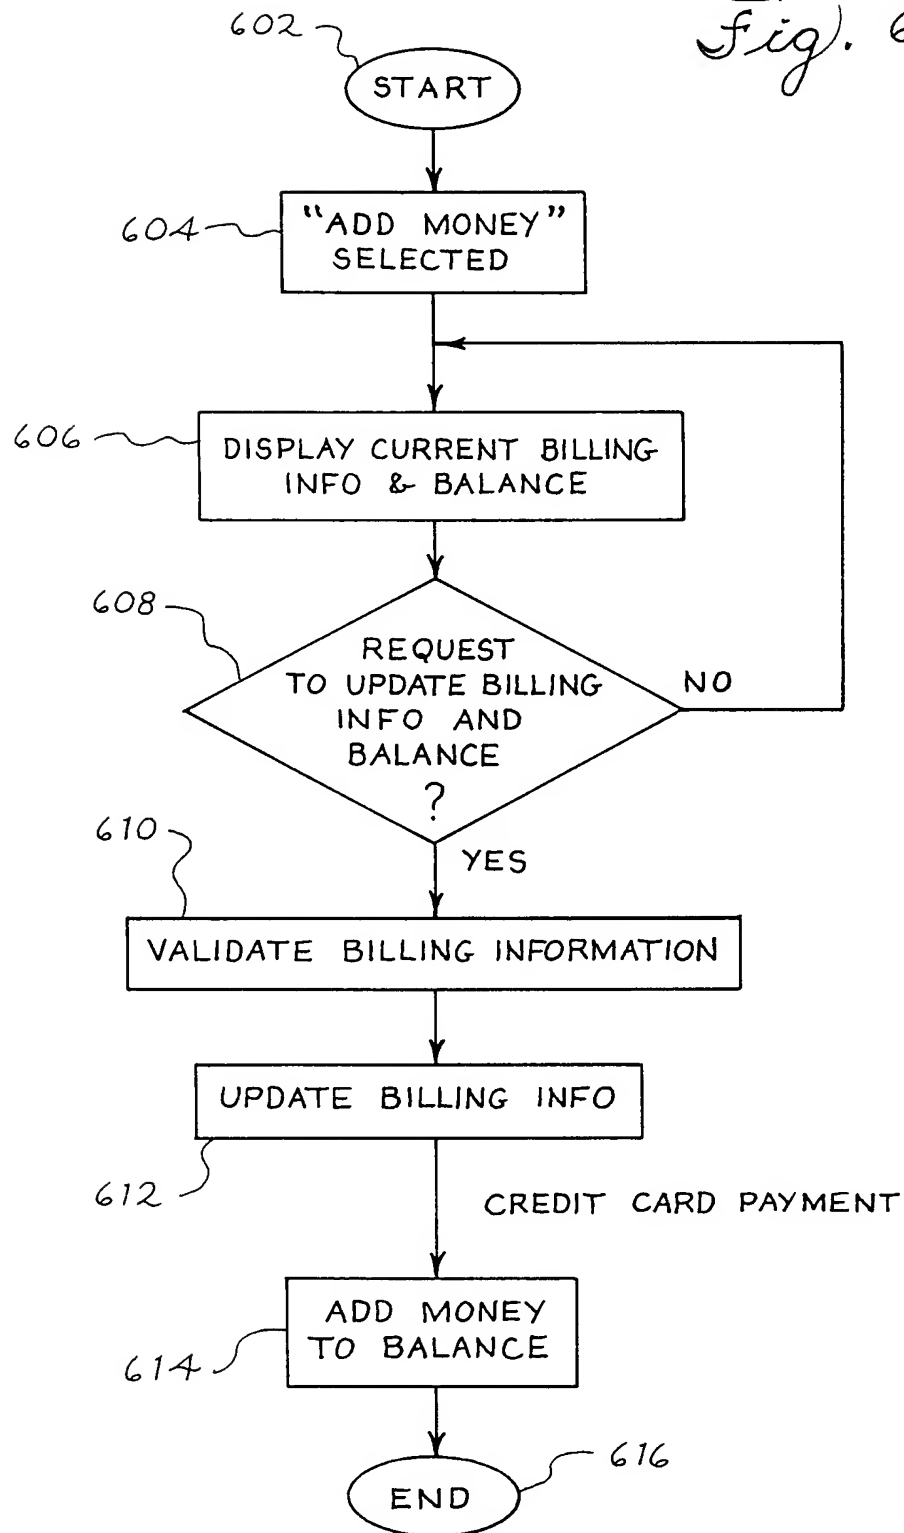 Fig. 6
602
START
604
"ADD MONEY"
SELECTED
606
DISPLAY CURRENT BILLING
INFO & BALANCE
608
REQUEST
TO UPDATE BILLING
INFO AND
BALANCE
?
NO
610
YES
VALIDATE BILLING INFORMATION
UPDATE BILLING INFO
612
CREDIT CARD PAYMENT
ADD MONEY
TO BALANCE
614
616
END